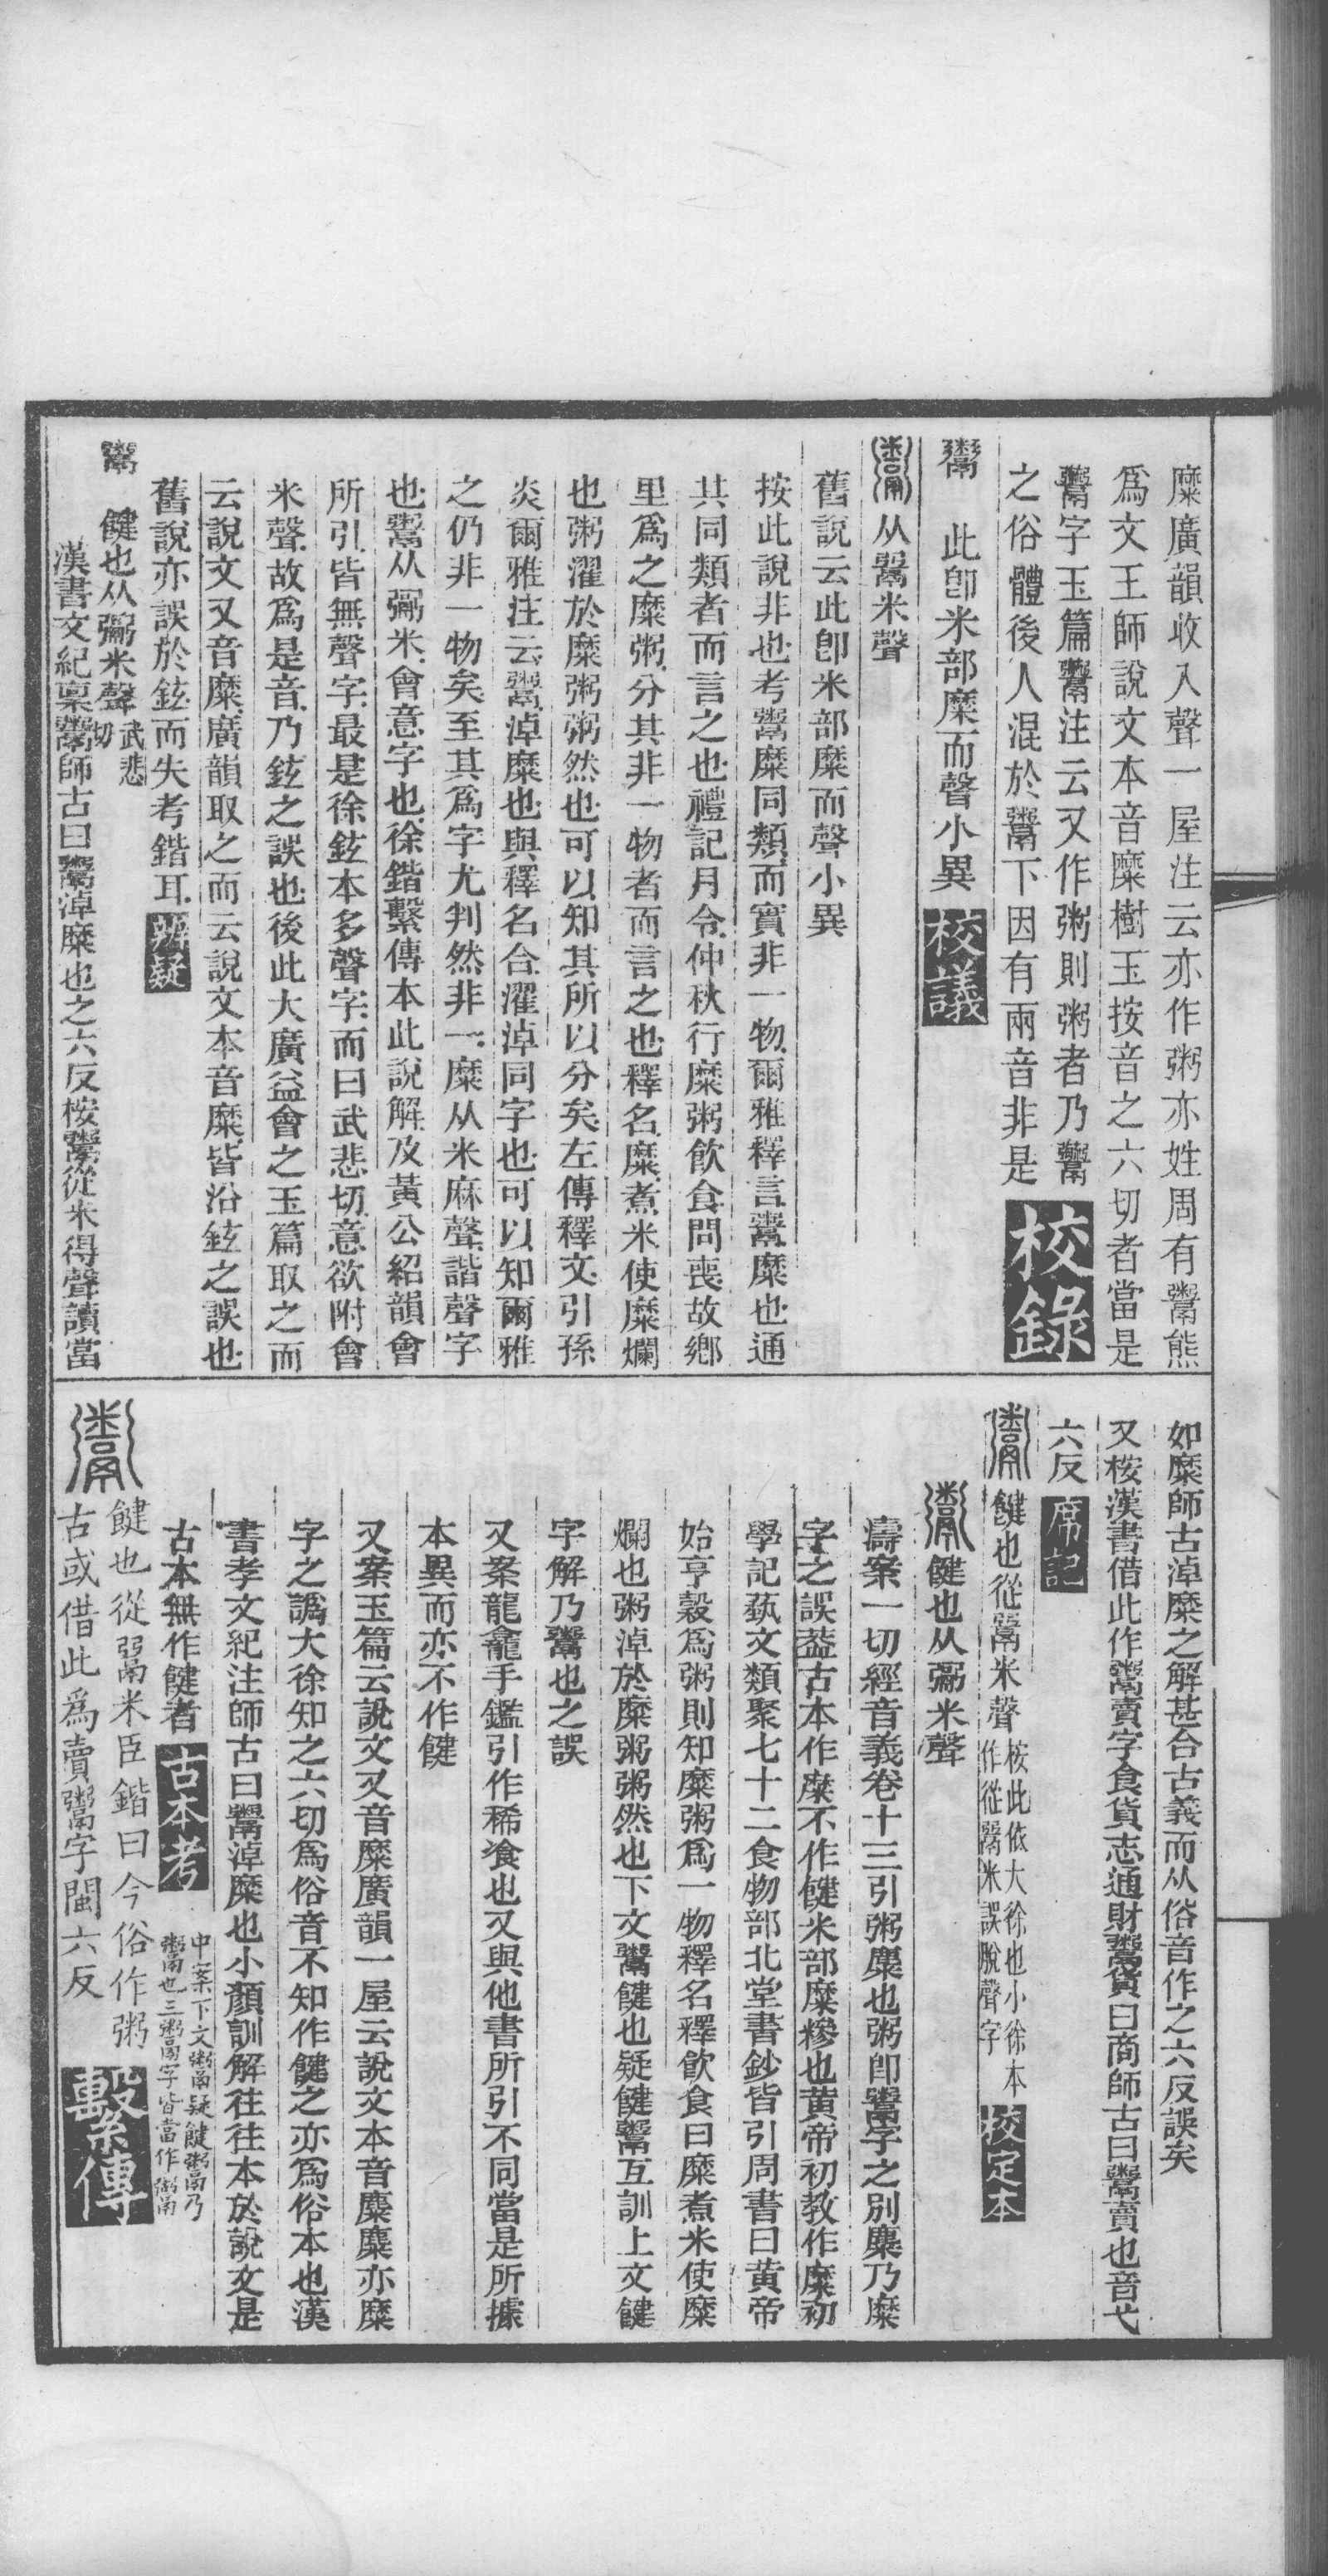 糜廣韻收入聲一屋注云亦作粥亦姓周有鬻熊
爲文王師說文本音糜樹玉按音之六切者當是
鬻字玉篇鬻注云又作粥則粥者乃鬻
之俗體後人混於鬻下因有兩音非是 校錄
鬻 此卽米部糜而聲小異 校議
鬻从䰜米聲
舊說云此卽米部糜而聲小異
按此說非也考鬻糜同類而實非一物爾雅釋言鬻糜也通
其同類者而言之也禮記月令仲秋行糜粥飲食問喪故鄉
里爲之糜粥分其非一物者而言之也釋名糜煮米使糜爛
也粥濯於糜粥粥然也可以知其所以分矣左傳釋文引孫
炎爾雅注云鬻淖糜也與釋名合濯淖同字也可以知爾雅
之仍非一物矣至其爲字尤判然非一糜从米麻聲諧聲字
也鬻从䰜米會意字也徐鍇繫傳本此說解及黃公紹韻會
所引皆無聲字最是徐鉉本多聲字而曰武悲切意欲附會
米聲故爲是音乃鉉之誤也後此大廣益會之玉篇取之而
云說文又音糜廣韻取之而云說文本音糜皆沿鉉之誤也
舊說亦誤於鉉而失考鍇耳 辨疑
鬻 䭈也从䰜米聲武悲切
漢書文紀稟鬻師古曰鬻淖糜也之六反桉鬻從米得聲讀當
如糜師古淖糜之解甚合古義而从俗音作之六反誤矣
又桉漢書借此作鬻賣字食貨志通財鬻貨曰商師古曰鬻賣也音弋
六反 席記
鬻䭈也從䰜米聲桉此依大徐也小徐本作從䰜米誤脫聲字 校定本
鬻䭈也从䰜米聲
濤案一切經音義卷十三引粥麋也粥卽鬻字之別麋乃糜
字之誤葢古本作糜不作䭈米部糜糝也黄帝初教作糜初
學記蓺文類聚七十二食物部北堂書鈔皆引周書曰黄帝
始亨穀爲粥則知糜粥爲一物釋名釋飲食曰糜煮米使糜
爛也粥淖於糜粥粥然也下文鬻䭈也疑䭈鬻互訓上文䭈
字解乃鬻也之誤
又案龍龕手鑑引作稀飡也又與他書所引不同當是所據
本異而亦不作䭈
又案玉篇云說文又音糜廣韻一屋云說文本音麋麋亦糜
字之譌大徐知之六切爲俗音不知作䭈之亦爲俗本也漢
書孝文紀注師古曰鬻淖糜也小顏訓解往往本於說文是
古本無作䭈者 古本考 中案下文鬻疑䭈鬻乃鬻也三鬻字皆當作鬻
鬻䭈也從䰜米臣鍇曰今俗作粥
古或借此爲賣鬻字閩六反 繫傳